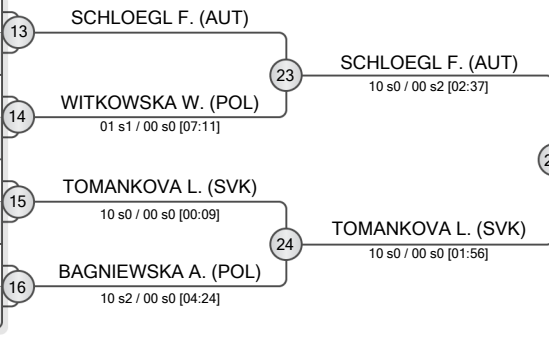 13
SCHLOEGL F. (AUT)
23
SCHLOEGL F. (AUT)
10 s0 / 00 s2 [02:37]
14
WITKOWSKA W. (POL)
01 s1 / 00 s0 [07:11]
15
TOMANKOVA L. (SVK)
10 s0 / 00 s0 [00:09]
24
TOMANKOVA L. (SVK)
10 s0 / 00 s0 [01:56]
16
BAGNIEWSKA A. (POL)
10 s2 / 00 s0 [04:24]